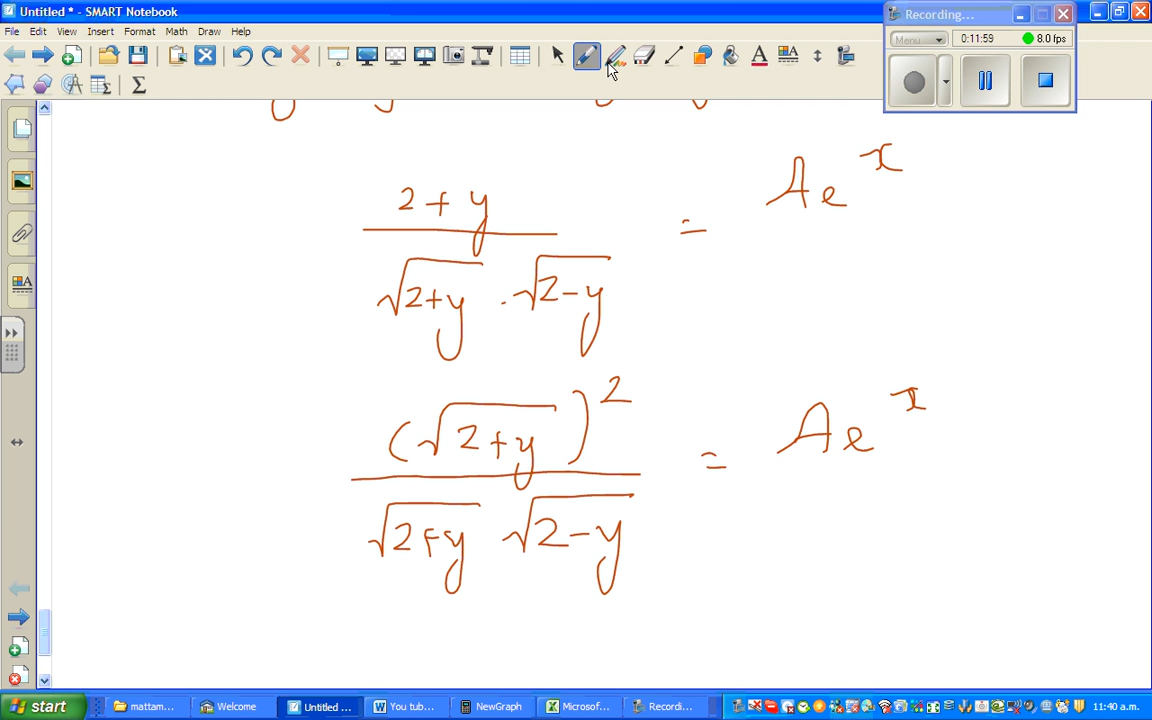 Untitled * - SMART Notebook
Recording...
File Edit View Insert Format Math Draw Help
Menu 0:11:59 8.0 fps
2 + y / √2+y . √2-y = Ae^x
(√2+y)^2 / √2+y √2-y = Ae^x
start mattam... Welcome Untitled ... You tub... NewGraph Microsof... Recordi... 11:40 a.m.